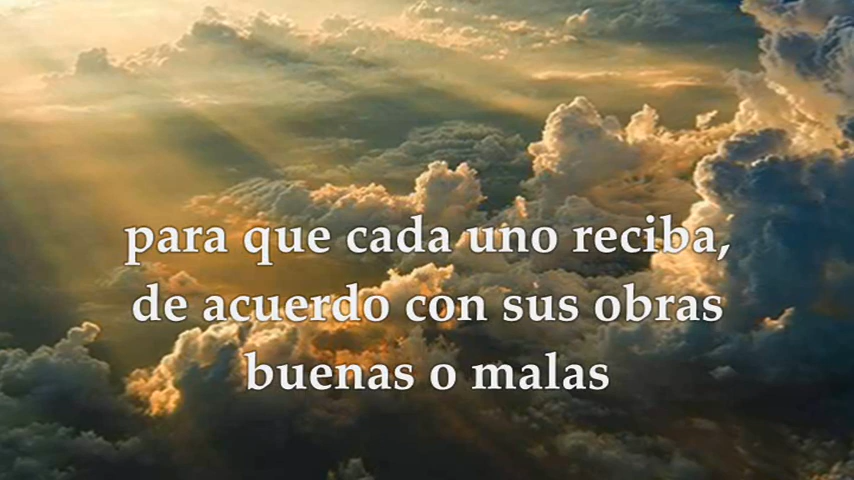 para que cada uno reciba,
de acuerdo con sus obras
buenas o malas